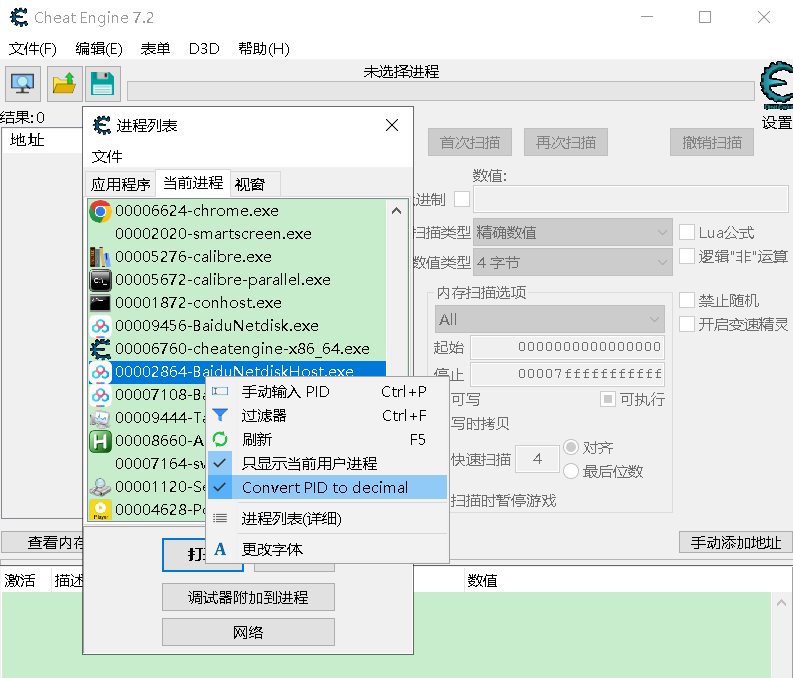 Cheat Engine 7.2
文件(F) 编辑(E) 表单 D3D 帮助(H)
未选择进程
结果:0
设置
地址
进程列表
文件
应用程序 当前进程 视窗
00006624-chrome.exe
00002020-smartscreen.exe
00005276-calibre.exe
00005672-calibre-parallel.exe
00001872-conhost.exe
00009456-BaiduNetdisk.exe
00006760-cheatengine-x86_64.exe
00002864-BaiduNetdiskHost.exe
00007108-Ba
00009444-Ta
00008660-A
00007164-sv
00001120-Se
00004628-Po
手动输入 PID Ctrl+P
过滤器 Ctrl+F
刷新 F5
只显示当前用户进程
Convert PID to decimal
进程列表(详细)
更改字体
打
调试器附加到进程
网络
首次扫描 再次扫描 撤销扫描
数值:
进制
扫描类型 精确数值
数值类型 4 字节
Lua公式
逻辑"非"运算
内存扫描选项
All
起始 0000000000000000
停止 00007fffffffffff
可写 可执行
写时拷贝
快速扫描 4 对齐
最后位数
扫描时暂停游戏
禁止随机
开启变速精灵
查看内存
手动添加地址
激活 描述 数值